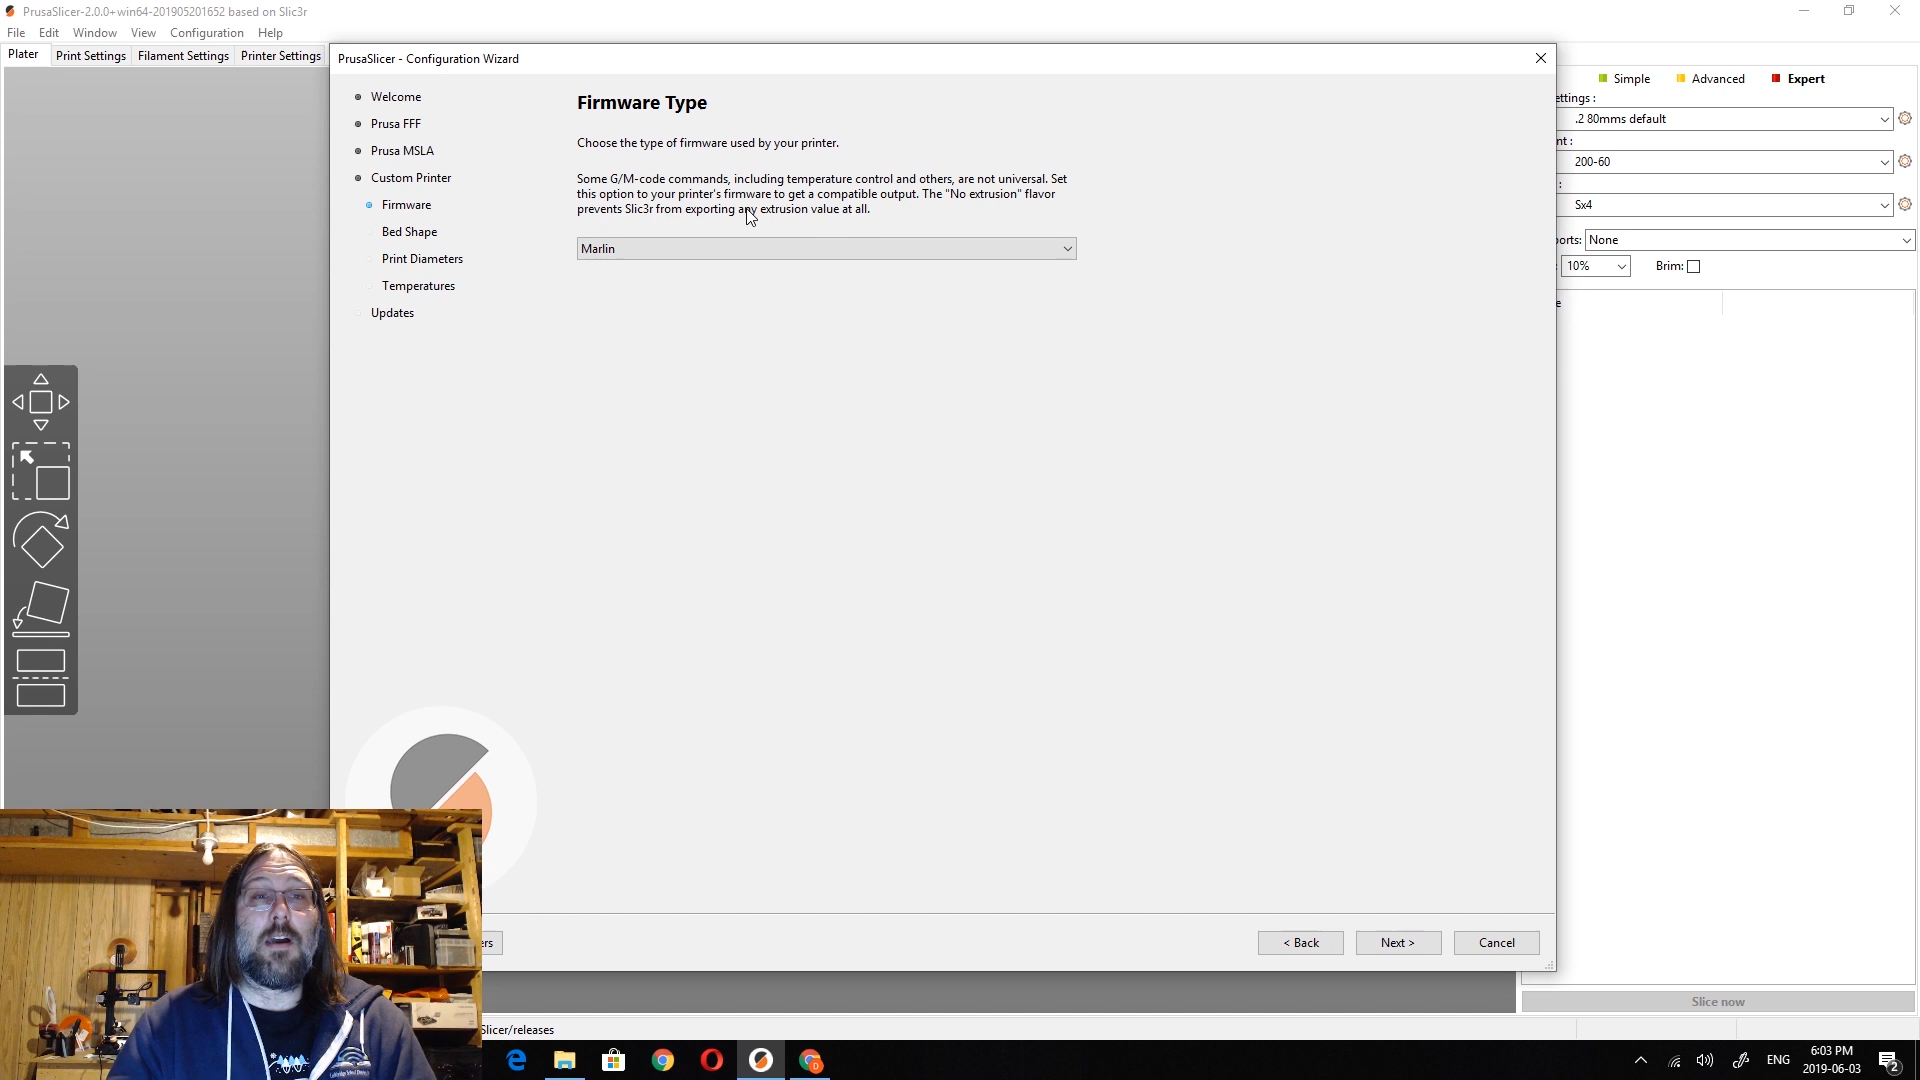 PrusaSlicer-2.0.0+win64-201905201652 based on Slic3r
File Edit Window View Configuration Help
Plater Print Settings Filament Settings Printer Settings
PrusaSlicer - Configuration Wizard
Welcome
Prusa FFF
Prusa MSLA
Custom Printer
Firmware
Bed Shape
Print Diameters
Temperatures
Updates
Firmware Type
Choose the type of firmware used by your printer.
Some G/M-code commands, including temperature control and others, are not universal. Set
this option to your printer's firmware to get a compatible output. The "No extrusion" flavor
prevents Slic3r from exporting any extrusion value at all.
Marlin
Simple Advanced Expert
ettings :
.2 80mms default
nt :
200-60
:
Sx4
orts: None
: 10% Brim:
e
ers
< Back Next > Cancel
Slice now
Slicer/releases
ENG
6:03 PM
2019-06-03
2